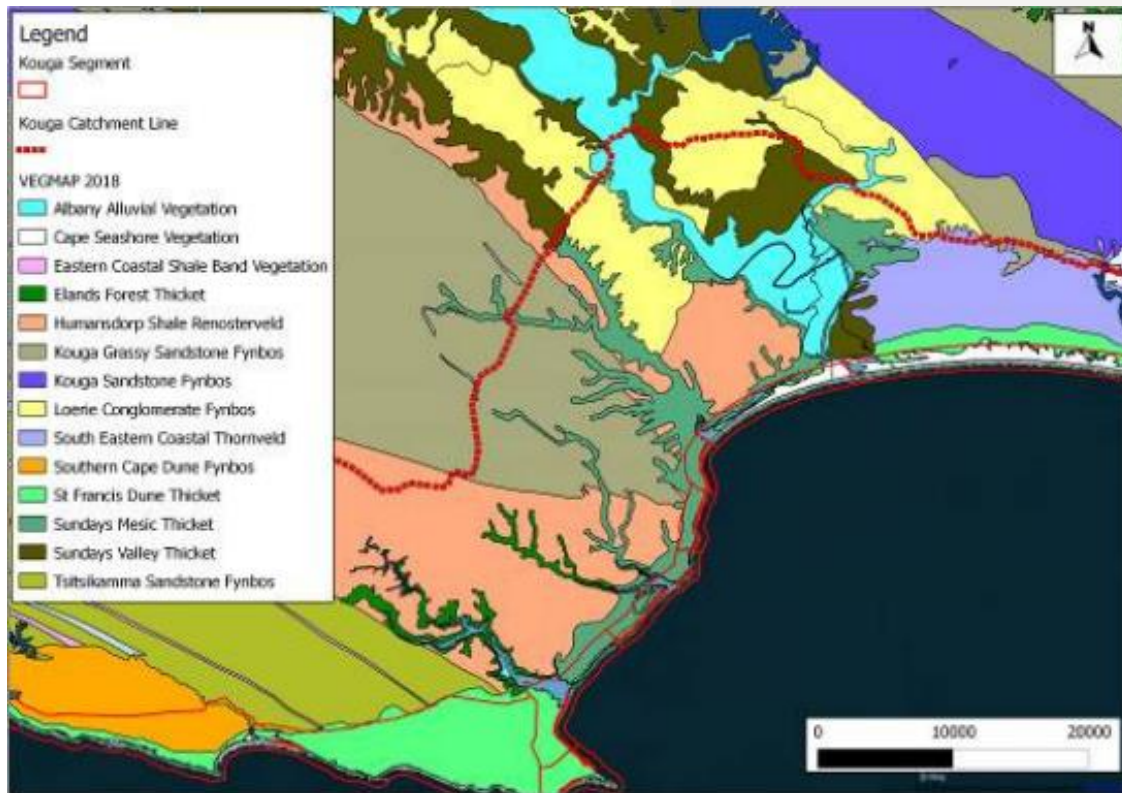 Legend
Kouga Segment
Kouga Catchment Line
VEGMAP 2018
Albany Alluvial Vegetation
Cape Seashore Vegetation
Eastern Coastal Shale Band Vegetation
Elands Forest Thicket
Humansdorp Shale Renosterveld
Kouga Grassy Sandstone Fynbos
Kouga Sandstone Fynbos
Loerie Conglomerate Fynbos
South Eastern Coastal Thornveld
Southern Cape Dune Fynbos
St Francis Dune Thicket
Sundays Mesic Thicket
Sundays Valley Thicket
Tsitsikamma Sandstone Fynbos
N
0 10000 20000